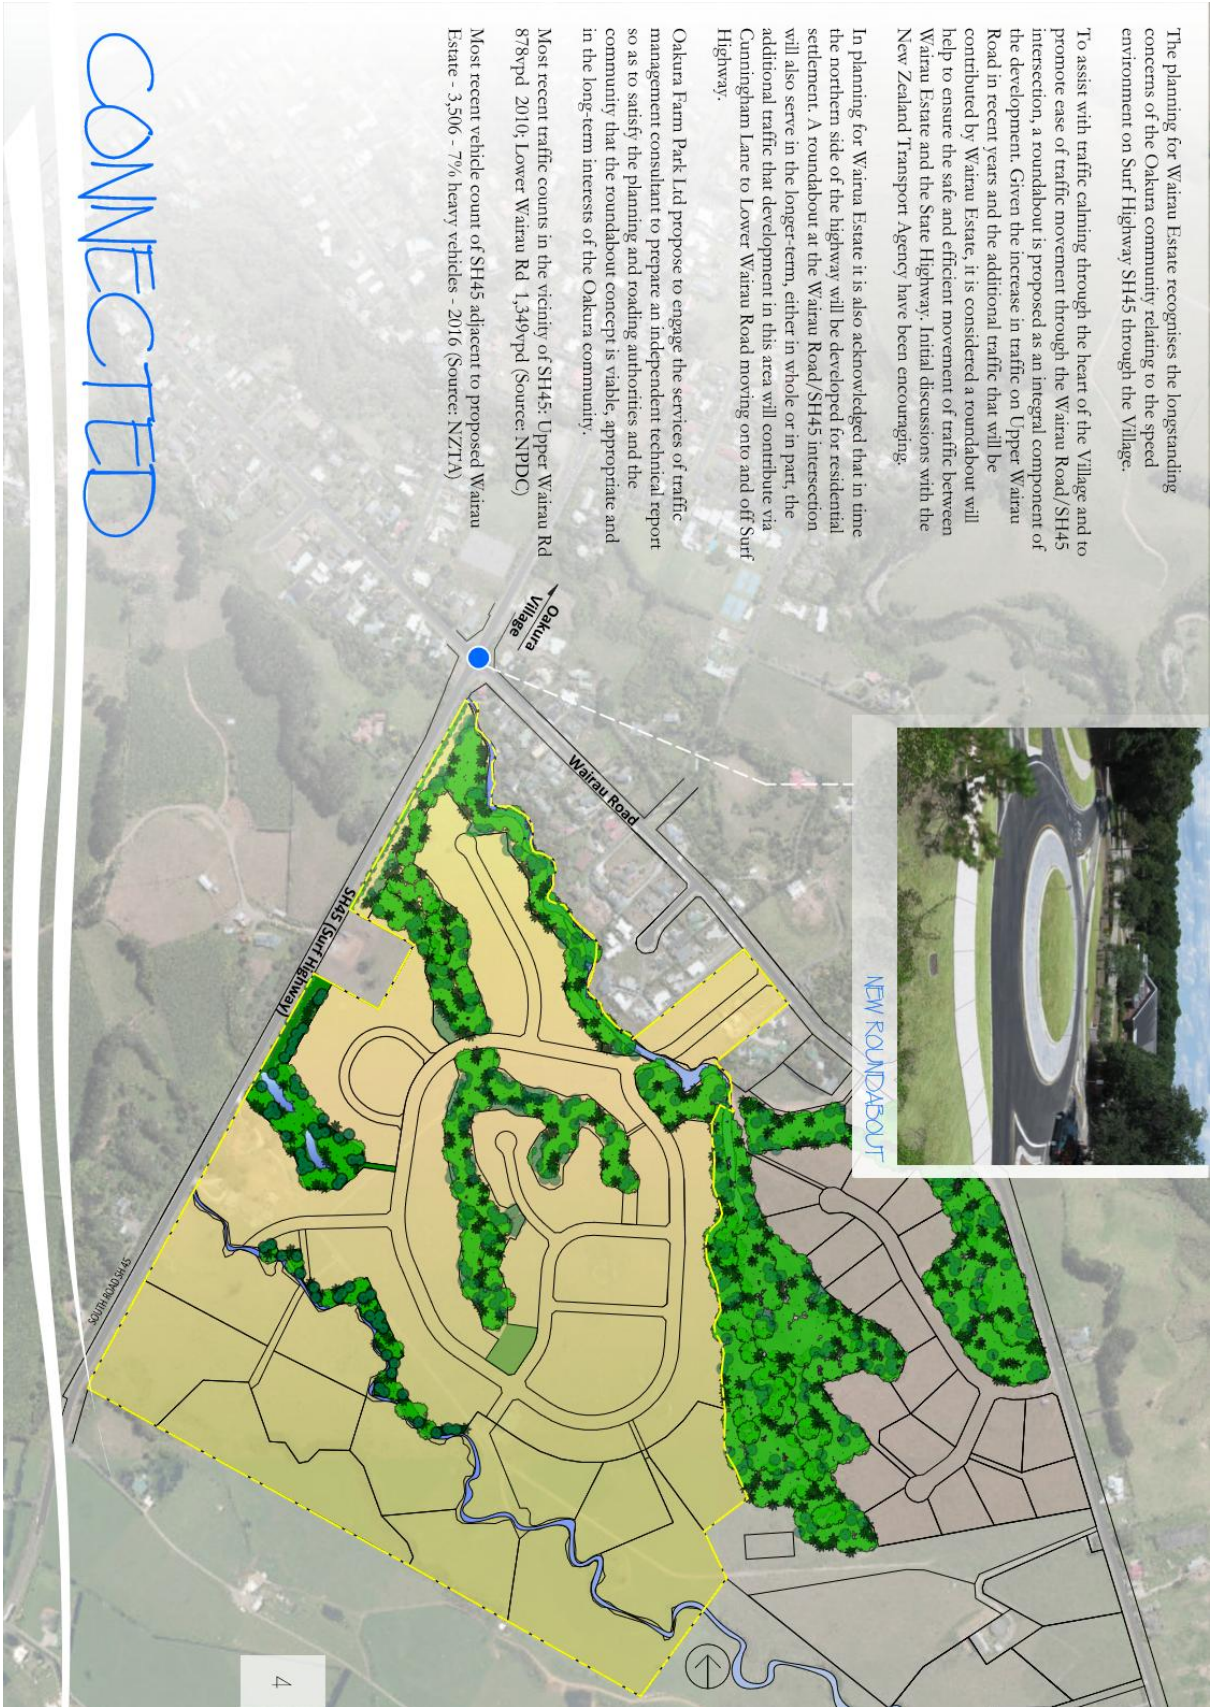 The planning for Wairau Estate recognises the longstanding
concerns of the Oakura community relating to the speed
environment on Surf Highway SH45 through the Village.
To assist with traffic calming through the heart of the Village and to
promote ease of traffic movement through the Wairau Road/SH45
intersection, a roundabout is proposed as an integral component of
the development. Given the increase in traffic on Upper Wairau
Road in recent years and the additional traffic that will be
contributed by Wairau Estate, it is considered a roundabout will
help to ensure the safe and efficient movement of traffic between
Wairau Estate and the State Highway. Initial discussions with the
New Zealand Transport Agency have been encouraging.
In planning for Wairua Estate it is also acknowledged that in time
the northern side of the highway will be developed for residential
settlement. A roundabout at the Wairau Road/SH45 intersection
will also serve in the longer-term, either in whole or in part, the
additional traffic that development in this area will contribute via
Cunningham Lane to Lower Wairau Road moving onto and off Surf
Highway.
Oakura Farm Park Ltd propose to engage the services of traffic
management consultant to prepare an independent technical report
so as to satisfy the planning and roading authorities and the
community that the roundabout concept is viable, appropriate and
in the long-term interests of the Oakura community.
Most recent traffic counts in the vicinity of SH45: Upper Wairau Rd
878vpd 2010; Lower Wairau Rd 1,349vpd (Source: NPDC)
Most recent vehicle count of SH45 adjacent to proposed Wairau
Estate - 3,506 - 7% heavy vehicles - 2016 (Source: NZTA)
CONNECTED
Oakura
Village
Wairau Road
SH45 (Surf Highway)
SOUTH ROAD SH 45
NEW ROUNDABOUT
4